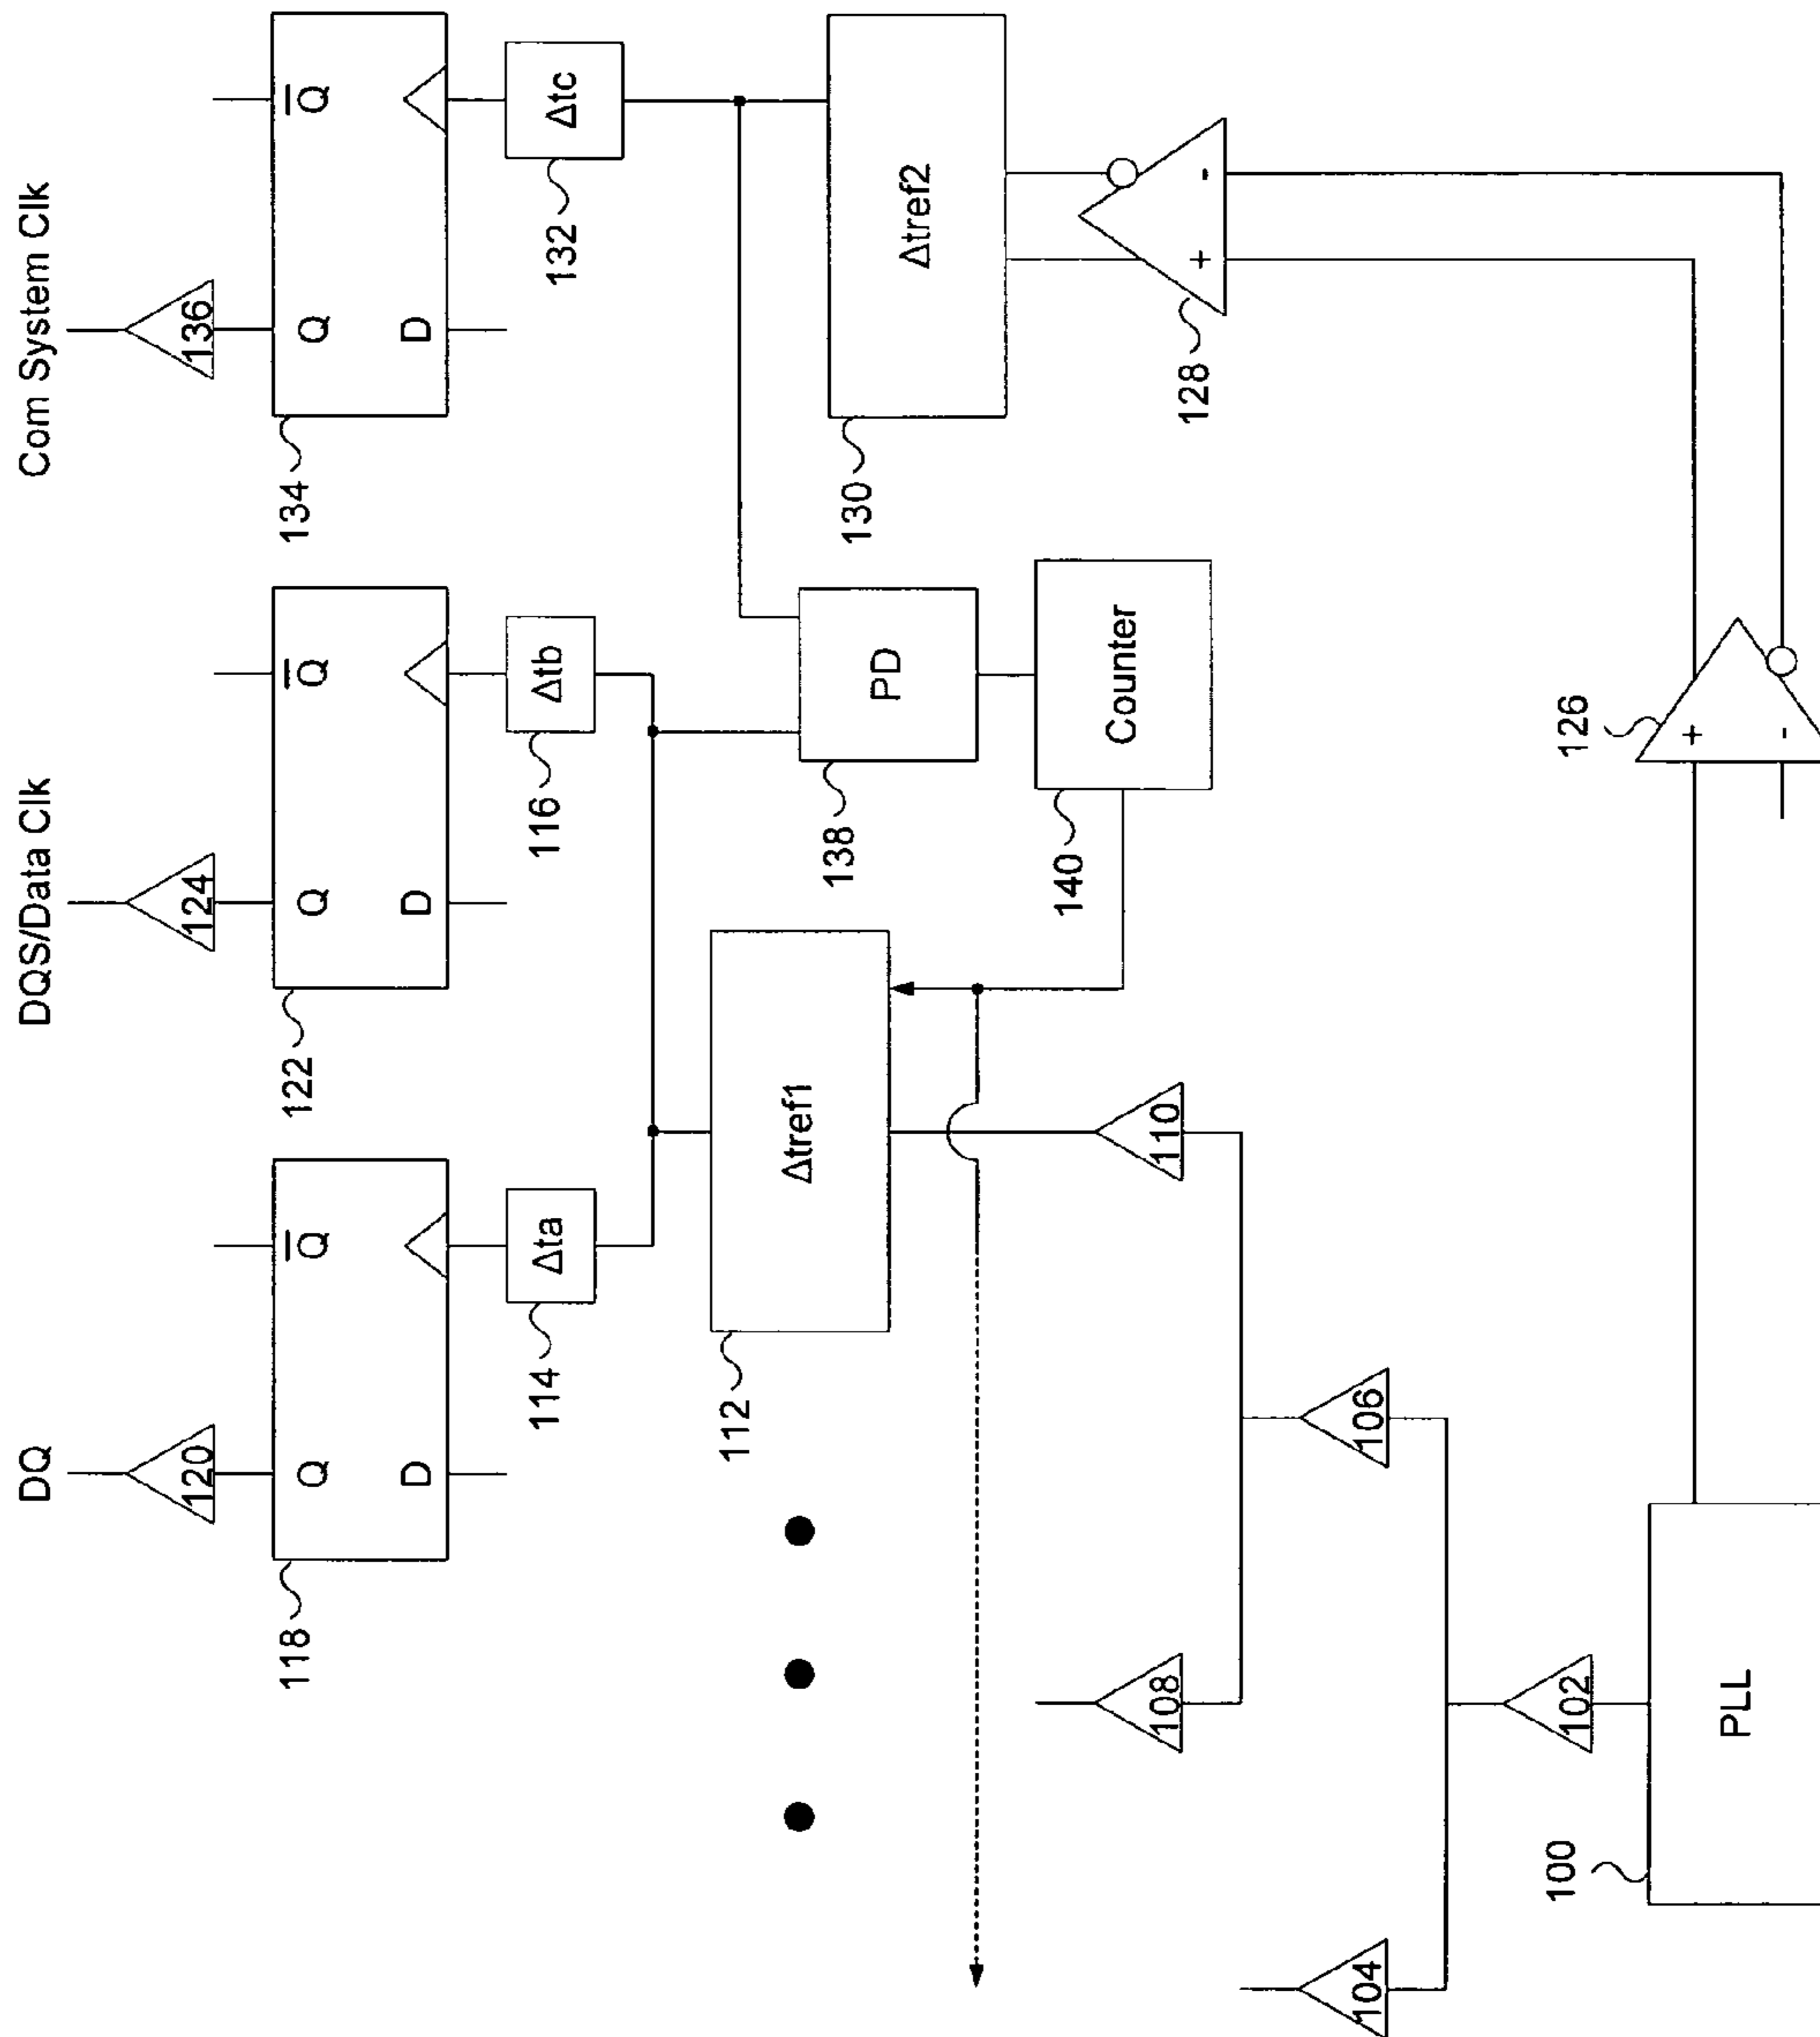 DQ
DQS/Data Clk
Com System Clk
120
124
136
Q
Q̅
D
118
Q
Q̅
D
122
Q
Q̅
D
134
Δta
114
Δtb
116
Δtc
132
Δtref1
112
PD
138
Δtref2
130
Counter
140
+
-
128
108
110
104
106
102
126
+
-
100
PLL